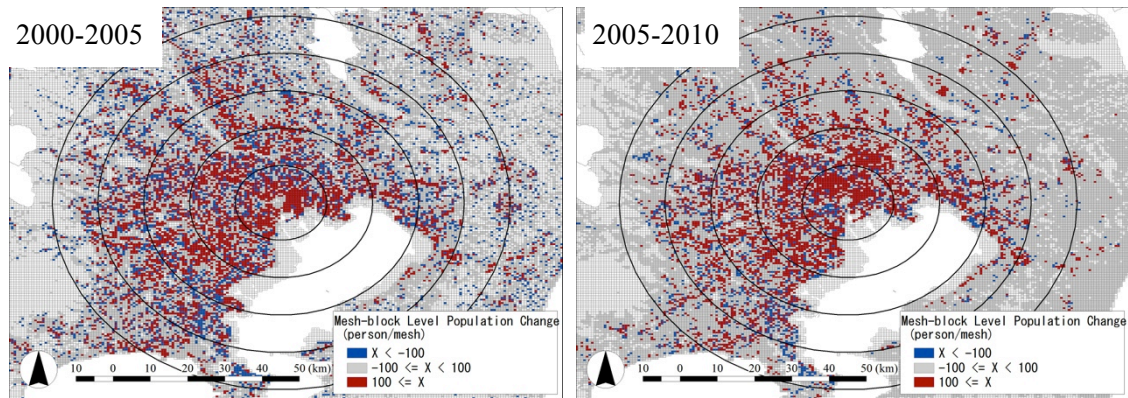 2000-2005
Mesh-block Level Population Change
(person/mesh)
X < -100
-100 <= X < 100
100 <= X
10 0 10 20 30 40 50 (km)
2005-2010
Mesh-block Level Population Change
(person/mesh)
X < -100
-100 <= X < 100
100 <= X
10 0 10 20 30 40 50 (km)